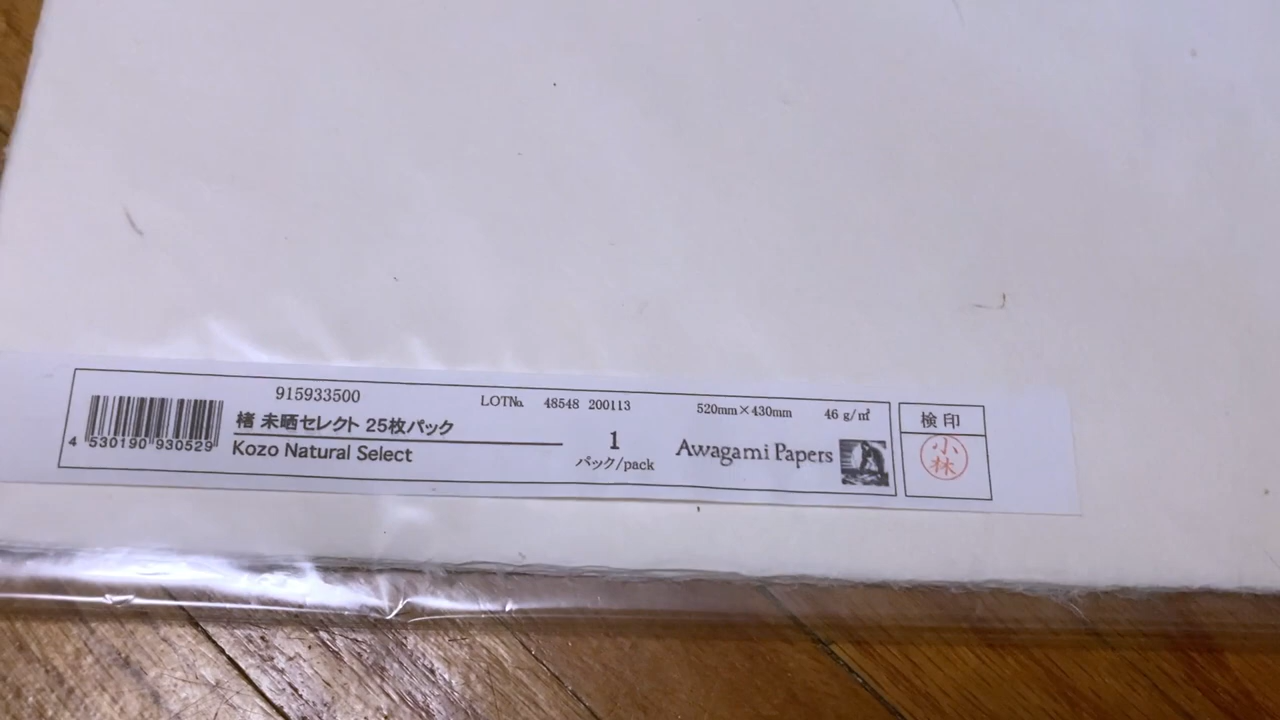 915933500
楮 未晒セレクト 25枚パック
Kozo Natural Select
4 530190 930529
LOT№ 48548 200113
1
パック/pack
520mm×430mm 46 g/㎡
Awagami Papers
検印
小林